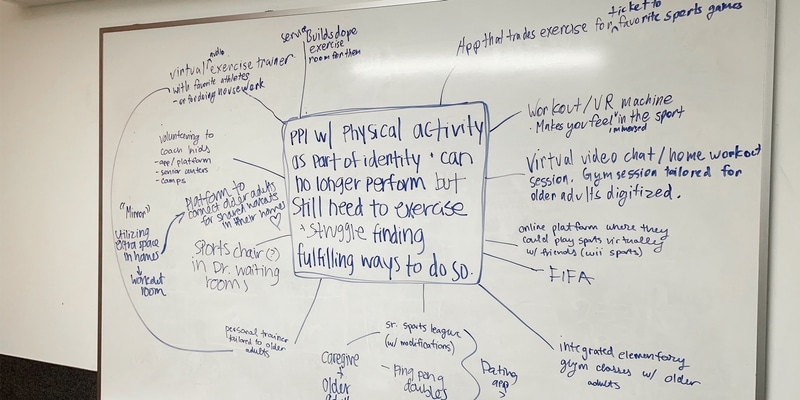 service Builds dope
exercise
room for them
ticket to
App that trades exercise for ^ favorite sports games
audio
virtual ^ exercise trainer
with favorite athletes
- or for doing housework
Workout/VR machine
· Makes you feel "in the sport
immersed
PPl w/ Physical activity
as part of identity · can
no longer perform but
still need to exercise
+ struggle finding
fulfilling ways to do so.
volunteering to
coach kids
- app/platform
- senior centers
- camps
Virtual video chat/home workout
session. Gym session tailored for
older adults digitized.
"Mirror"
utilizing
extra space
in homes
workout
room
Platform to
connect older adults
for shared
in their homes
Sports chair (?)
in Dr. waiting
rooms
online platform where they
could play sports virtually
w/ friends (wii sports)
FIFA
personal trainer
tailored to older
adults
sr. sports league
(w/ modifications)
- Ping pong
doubles
Dating
app
caregive
+
older
integrated elementary
gym classes w/ older
adults